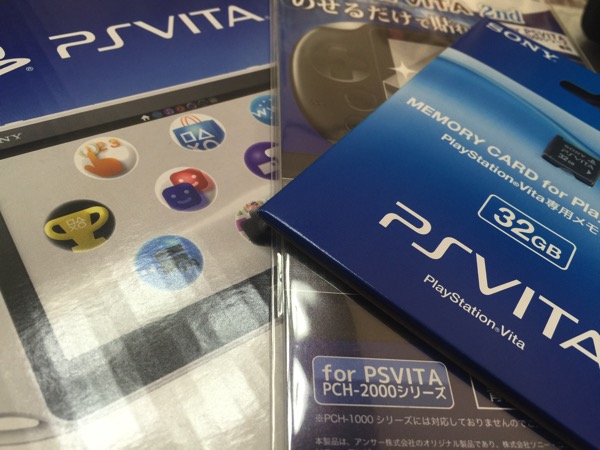 PSVITA
SONY
123
W
2nd
のせるだけで貼
for PSVITA
PCH-2000シリーズ
※PCH-1000 シリーズには対応しておりませんので
本製品は、アンサー株式会社のオリジナル製品であり、株式会社ソニー
SONY
MEMORY CARD for Pla
PlayStation®Vita専用メモ
32GB
PSVITA
PlayStation®Vita